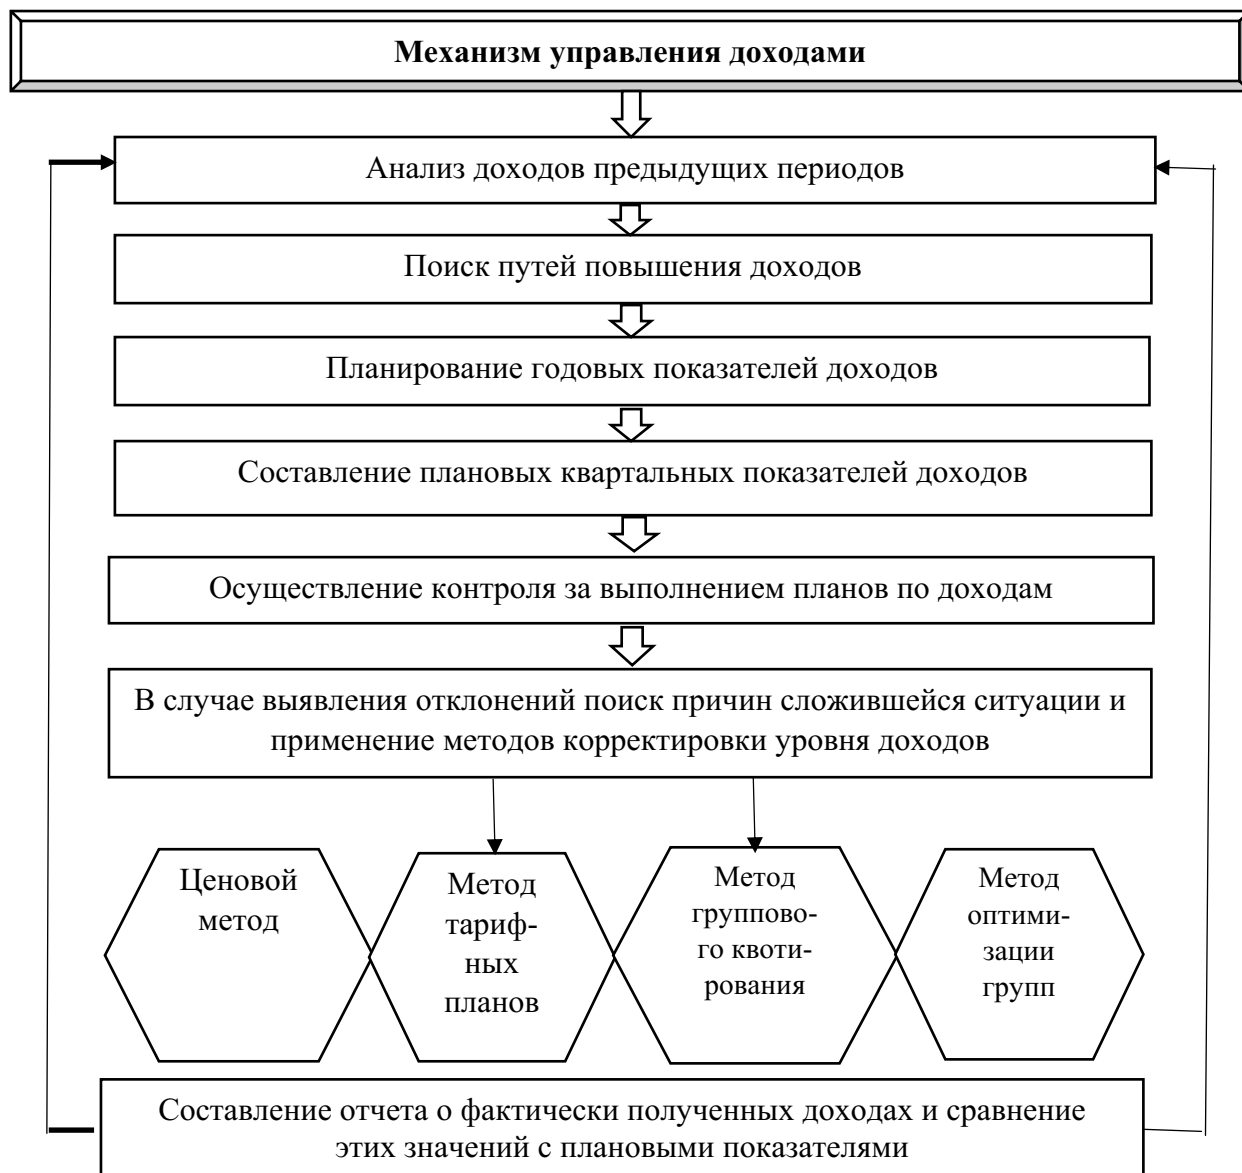 Механизм управления доходами
Анализ доходов предыдущих периодов
Поиск путей повышения доходов
Планирование годовых показателей доходов
Составление плановых квартальных показателей доходов
Осуществление контроля за выполнением планов по доходам
В случае выявления отклонений поиск причин сложившейся ситуации и
применение методов корректировки уровня доходов
Ценовой
метод
Метод
тариф-
ных
планов
Метод
группово-
го квоти-
рования
Метод
оптими-
зации
групп
Составление отчета о фактически полученных доходах и сравнение
этих значений с плановыми показателями